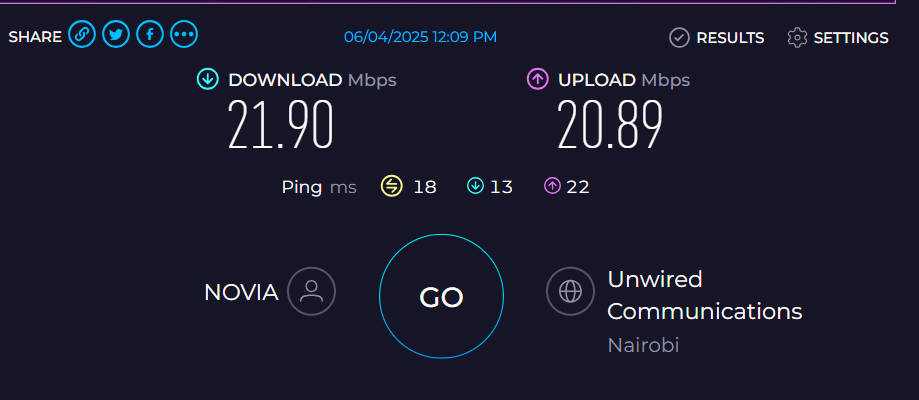 SHARE 06/04/2025 12:09 PM RESULTS SETTINGS
DOWNLOAD Mbps UPLOAD Mbps
21.90 20.89
Ping ms 18 13 22
NOVIA GO Unwired
Communications
Nairobi